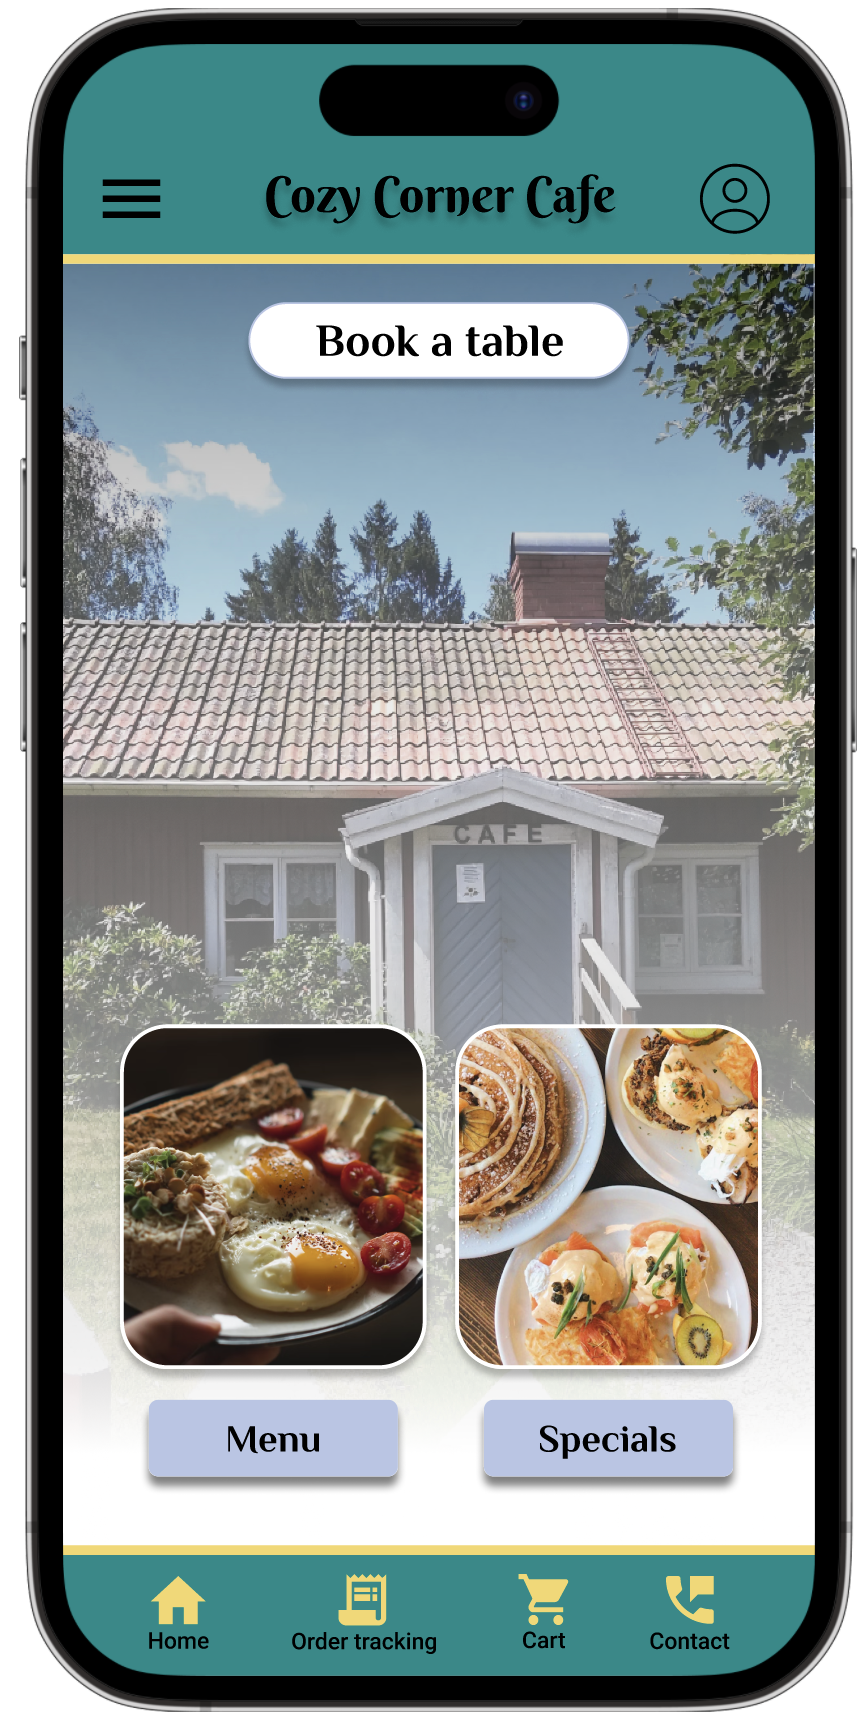 Cozy Corner Cafe
Book a table
CAFE
Menu
Specials
Home
Order tracking
Cart
Contact